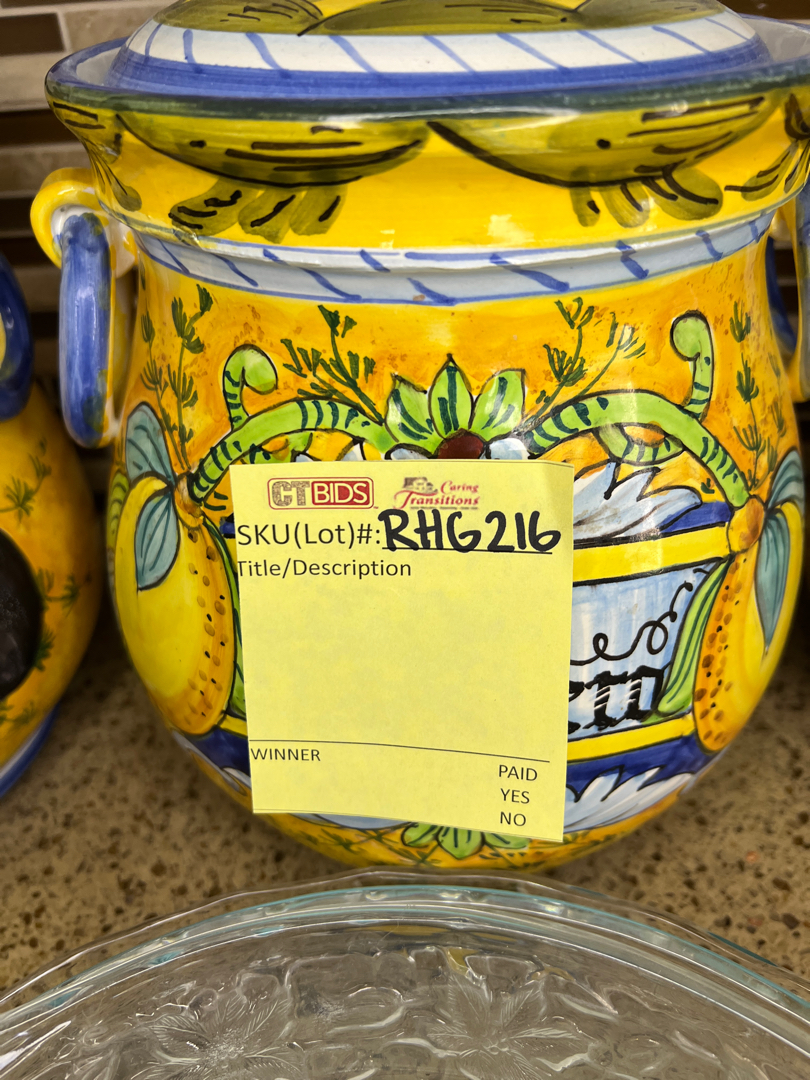 CTBIDS Caring Transitions
SKU(Lot)#: RHG216
Title/Description
WINNER
PAID
YES
NO